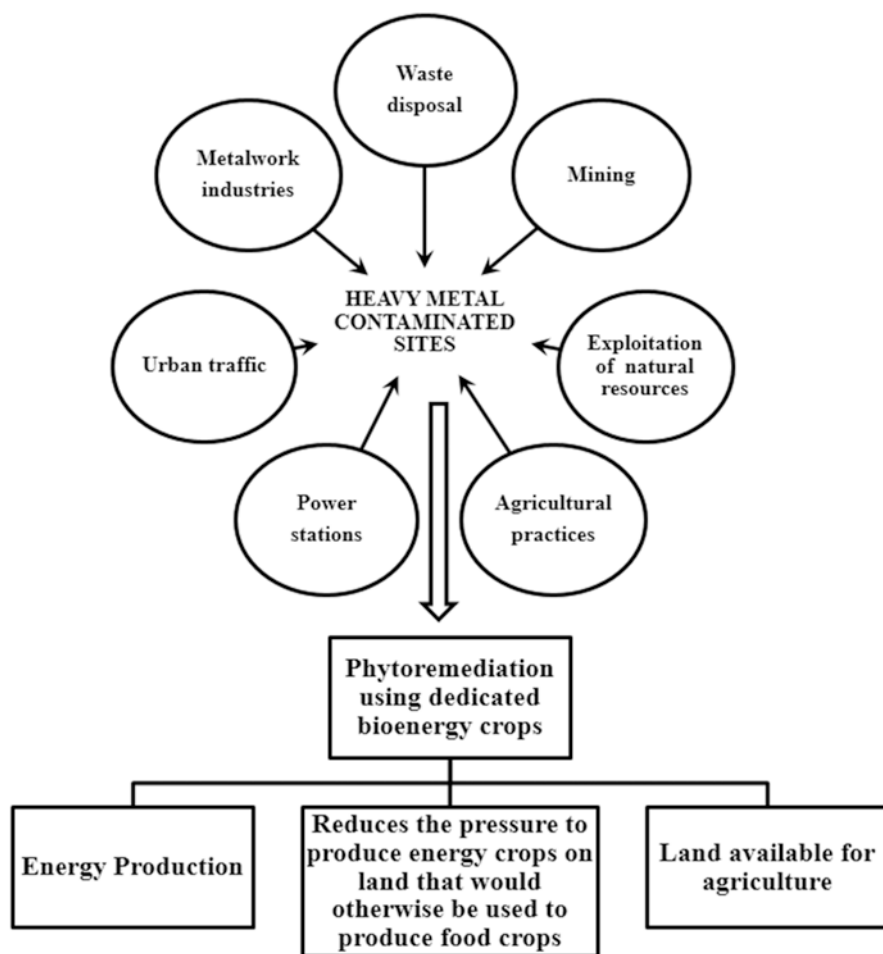 Waste
disposal
Metalwork
industries
Mining
HEAVY METAL
CONTAMINATED
SITES
Urban traffic
Exploitation
of natural
resources
Power
stations
Agricultural
practices
Phytoremediation
using dedicated
bioenergy crops
Energy Production
Reduces the pressure to
produce energy crops on
land that would
otherwise be used to
produce food crops
Land available for
agriculture